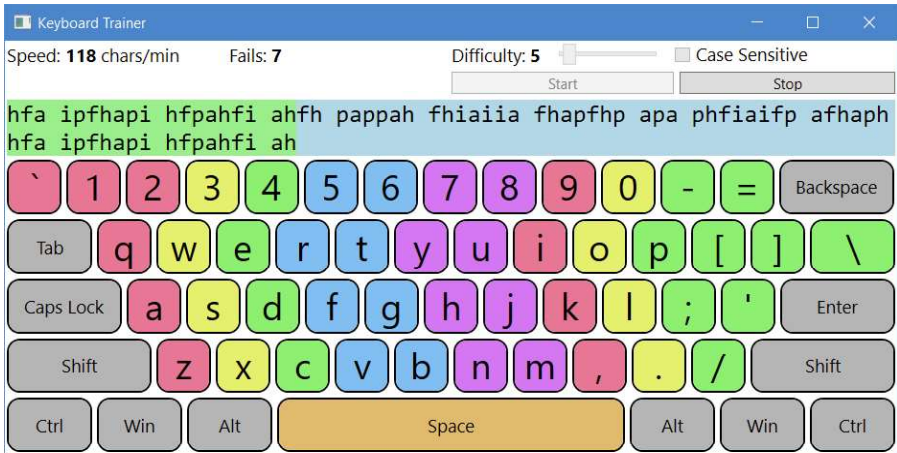 Keyboard Trainer
Speed: 118 chars/min Fails: 7 Difficulty: 5 Case Sensitive
Start Stop
hfa ipfhapi hfpahfi ahfh pappah fhiaiia fhapfhp apa phfiaifp afhaph
hfa ipfhapi hfpahfi ah
` 1 2 3 4 5 6 7 8 9 0 - = Backspace
Tab q w e r t y u i o p [ ] \
Caps Lock a s d f g h j k l ; ' Enter
Shift z x c v b n m , . / Shift
Ctrl Win Alt Space Alt Win Ctrl